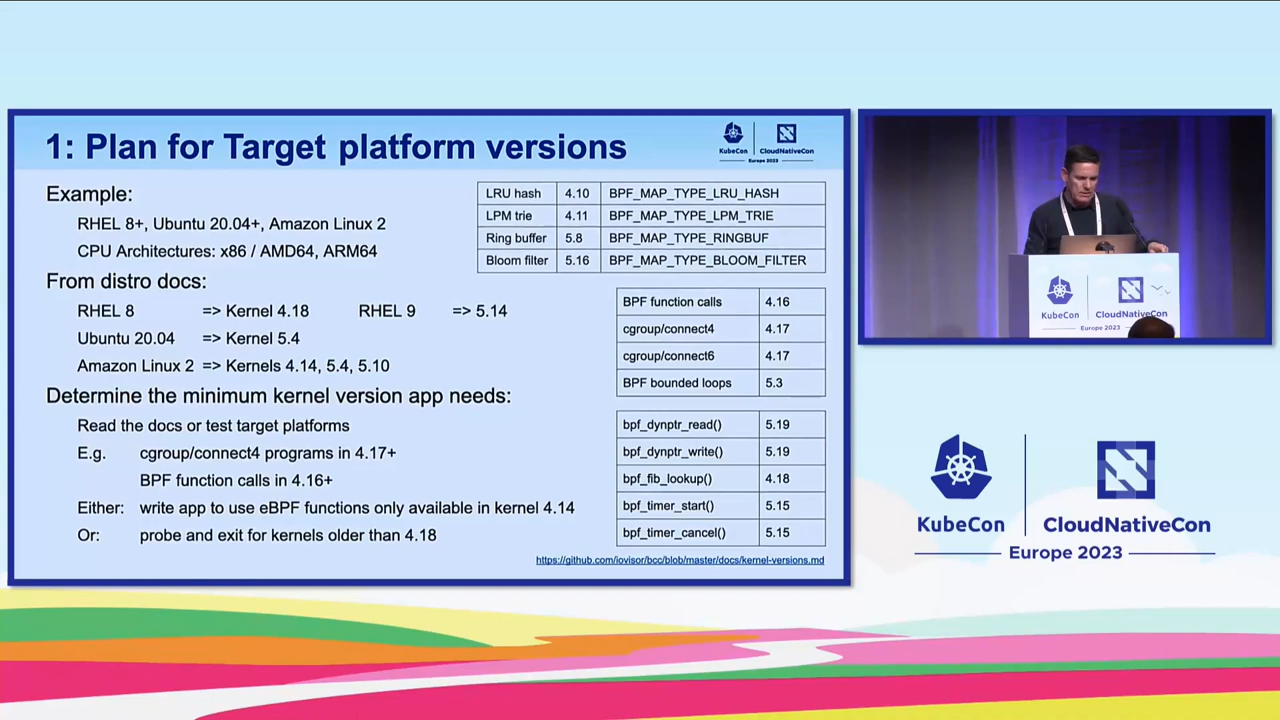 1: Plan for Target platform versions
KubeCon
CloudNativeCon
Europe 2023
Example:
RHEL 8+, Ubuntu 20.04+, Amazon Linux 2
CPU Architectures: x86 / AMD64, ARM64
From distro docs:
RHEL 8 => Kernel 4.18 RHEL 9 => 5.14
Ubuntu 20.04 => Kernel 5.4
Amazon Linux 2 => Kernels 4.14, 5.4, 5.10
Determine the minimum kernel version app needs:
Read the docs or test target platforms
E.g. cgroup/connect4 programs in 4.17+
BPF function calls in 4.16+
Either: write app to use eBPF functions only available in kernel 4.14
Or: probe and exit for kernels older than 4.18
LRU hash 4.10 BPF_MAP_TYPE_LRU_HASH
LPM trie 4.11 BPF_MAP_TYPE_LPM_TRIE
Ring buffer 5.8 BPF_MAP_TYPE_RINGBUF
Bloom filter 5.16 BPF_MAP_TYPE_BLOOM_FILTER
BPF function calls 4.16
cgroup/connect4 4.17
cgroup/connect6 4.17
BPF bounded loops 5.3
bpf_dynptr_read() 5.19
bpf_dynptr_write() 5.19
bpf_fib_lookup() 4.18
bpf_timer_start() 5.15
bpf_timer_cancel() 5.15
https://github.com/iovisor/bcc/blob/master/docs/kernel-versions.md
KubeCon
CloudNativeCon
Europe 2023
KubeCon
CloudNativeCon
Europe 2023